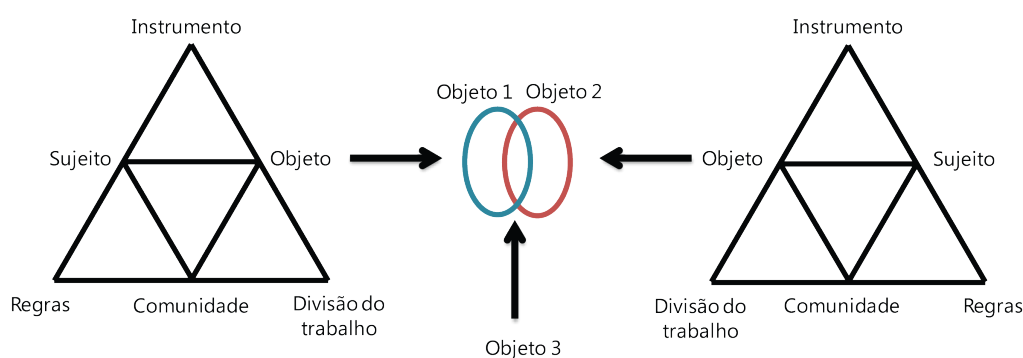 Instrumento
Sujeito
Objeto
Regras
Comunidade
Divisão do
trabalho
Objeto 1
Objeto 2
Objeto 3
Instrumento
Objeto
Sujeito
Divisão do
trabalho
Comunidade
Regras